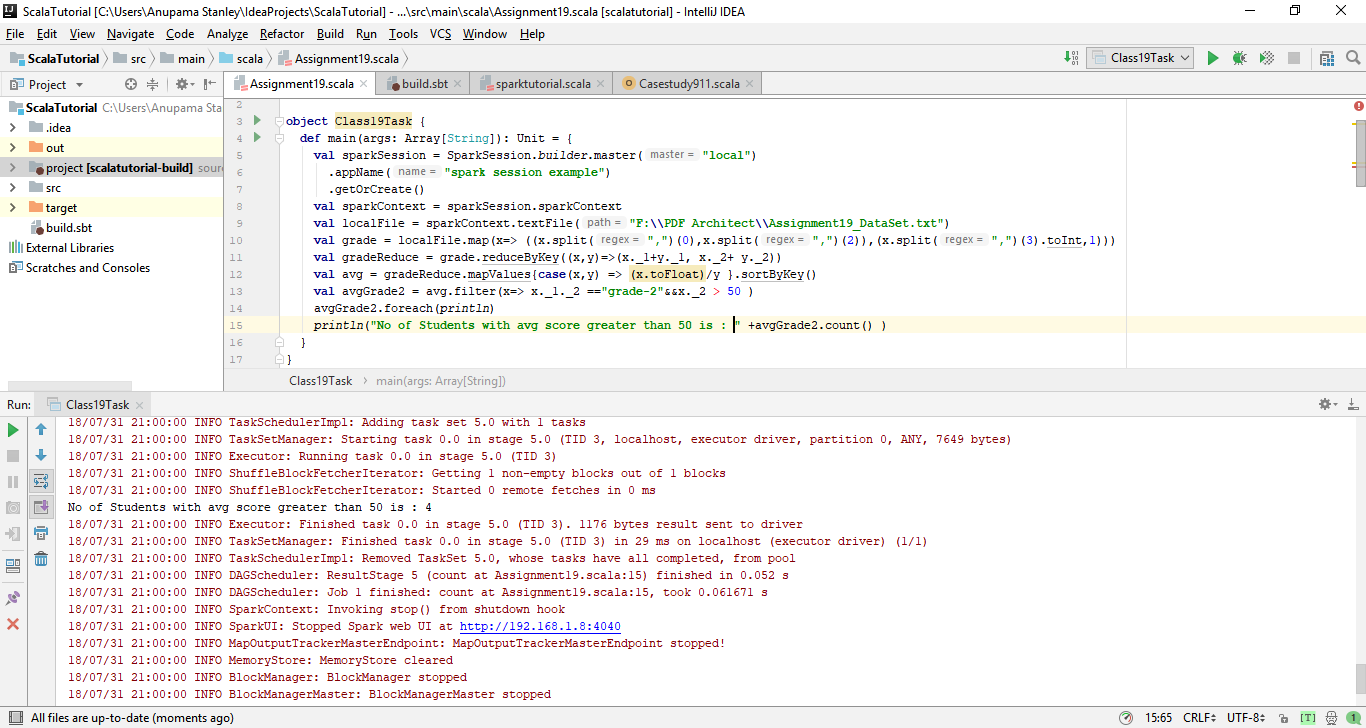 ScalaTutorial [C:\Users\Anupama Stanley\IdeaProjects\ScalaTutorial] - ...\src\main\scala\Assignment19.scala [scalatutorial] - IntelliJ IDEA
File Edit View Navigate Code Analyze Refactor Build Run Tools VCS Window Help
ScalaTutorial src main scala Assignment19.scala Class19Task
Project Assignment19.scala build.sbt sparktutorial.scala Casestudy911.scala
ScalaTutorial C:\Users\Anupama Sta
.idea
out
project [scalatutorial-build] sour
src
target
build.sbt
External Libraries
Scratches and Consoles
2
3 object Class19Task {
4 def main(args: Array[String]): Unit = {
5 val sparkSession = SparkSession.builder.master( master = "local")
6 .appName( name = "spark session example")
7 .getOrCreate()
8 val sparkContext = sparkSession.sparkContext
9 val localFile = sparkContext.textFile( path = "F:\\PDF Architect\\Assignment19_DataSet.txt")
10 val grade = localFile.map(x=> ((x.split( regex = ",")(0),x.split( regex = ",")(2)),(x.split( regex = ",")(3).toInt,1)))
11 val gradeReduce = grade.reduceByKey((x,y)=>(x._1+y._1, x._2+ y._2))
12 val avg = gradeReduce.mapValues{case(x,y) => (x.toFloat)/y }.sortByKey()
13 val avgGrade2 = avg.filter(x=> x._1._2 =="grade-2"&&x._2 > 50 )
14 avgGrade2.foreach(println)
15 println("No of Students with avg score greater than 50 is : " +avgGrade2.count() )
16 }
17 }
Class19Task main(args: Array[String])
Run: Class19Task
18/07/31 21:00:00 INFO TaskSchedulerImpl: Adding task set 5.0 with 1 tasks
18/07/31 21:00:00 INFO TaskSetManager: Starting task 0.0 in stage 5.0 (TID 3, localhost, executor driver, partition 0, ANY, 7649 bytes)
18/07/31 21:00:00 INFO Executor: Running task 0.0 in stage 5.0 (TID 3)
18/07/31 21:00:00 INFO ShuffleBlockFetcherIterator: Getting 1 non-empty blocks out of 1 blocks
18/07/31 21:00:00 INFO ShuffleBlockFetcherIterator: Started 0 remote fetches in 0 ms
No of Students with avg score greater than 50 is : 4
18/07/31 21:00:00 INFO Executor: Finished task 0.0 in stage 5.0 (TID 3). 1176 bytes result sent to driver
18/07/31 21:00:00 INFO TaskSetManager: Finished task 0.0 in stage 5.0 (TID 3) in 29 ms on localhost (executor driver) (1/1)
18/07/31 21:00:00 INFO TaskSchedulerImpl: Removed TaskSet 5.0, whose tasks have all completed, from pool
18/07/31 21:00:00 INFO DAGScheduler: ResultStage 5 (count at Assignment19.scala:15) finished in 0.052 s
18/07/31 21:00:00 INFO DAGScheduler: Job 1 finished: count at Assignment19.scala:15, took 0.061671 s
18/07/31 21:00:00 INFO SparkContext: Invoking stop() from shutdown hook
18/07/31 21:00:00 INFO SparkUI: Stopped Spark web UI at http://192.168.1.8:4040
18/07/31 21:00:00 INFO MapOutputTrackerMasterEndpoint: MapOutputTrackerMasterEndpoint stopped!
18/07/31 21:00:00 INFO MemoryStore: MemoryStore cleared
18/07/31 21:00:00 INFO BlockManager: BlockManager stopped
18/07/31 21:00:00 INFO BlockManagerMaster: BlockManagerMaster stopped
All files are up-to-date (moments ago) 15:65 CRLF UTF-8 [T] 1